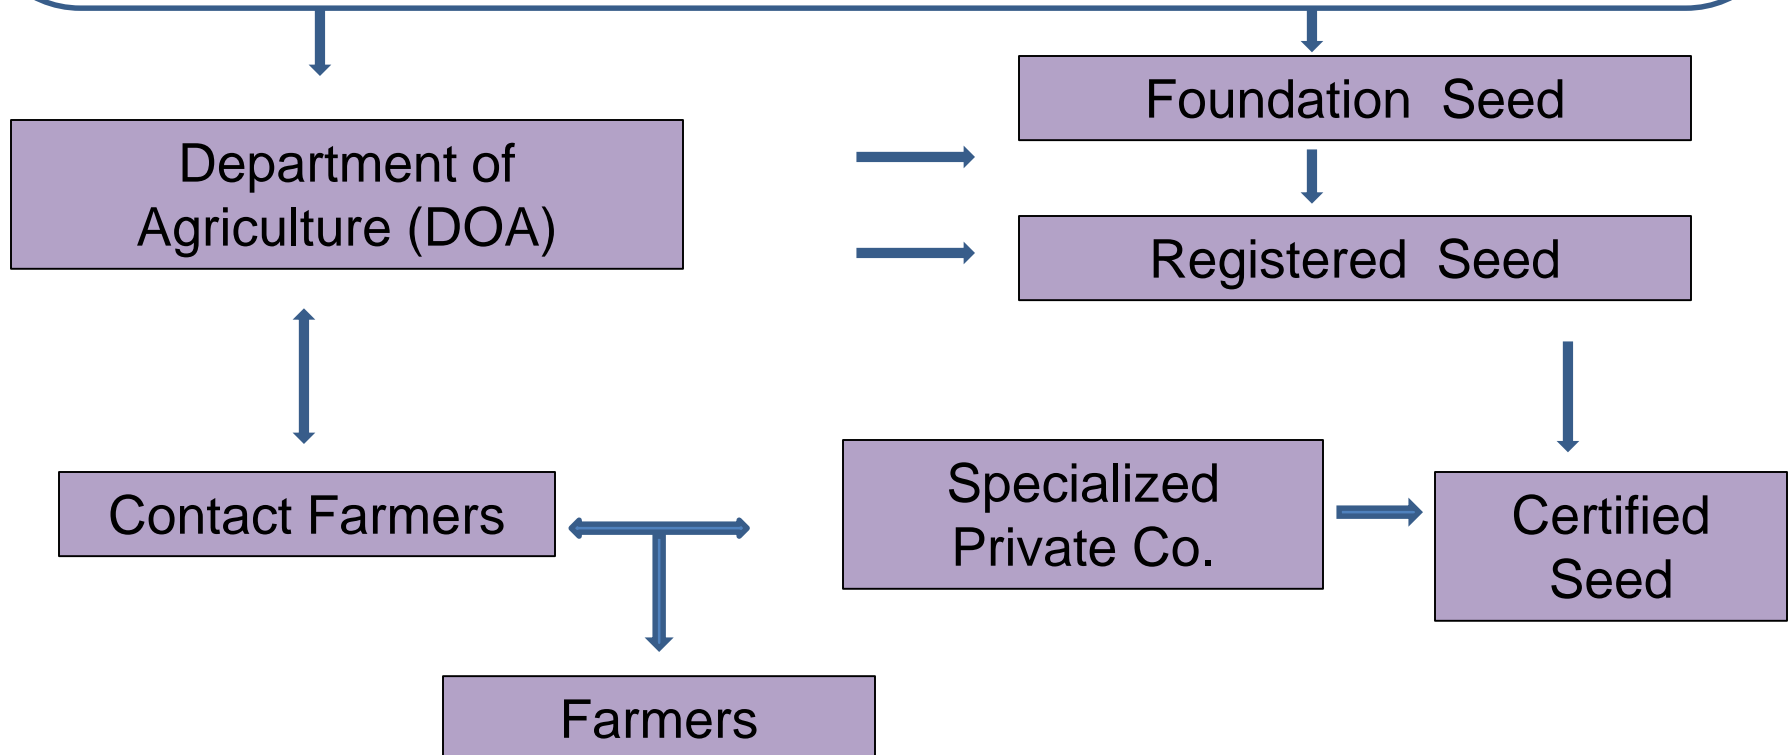 Foundation Seed
Department of
Agriculture (DOA)
Registered Seed
Contact Farmers
Specialized
Private Co.
Certified
Seed
Farmers